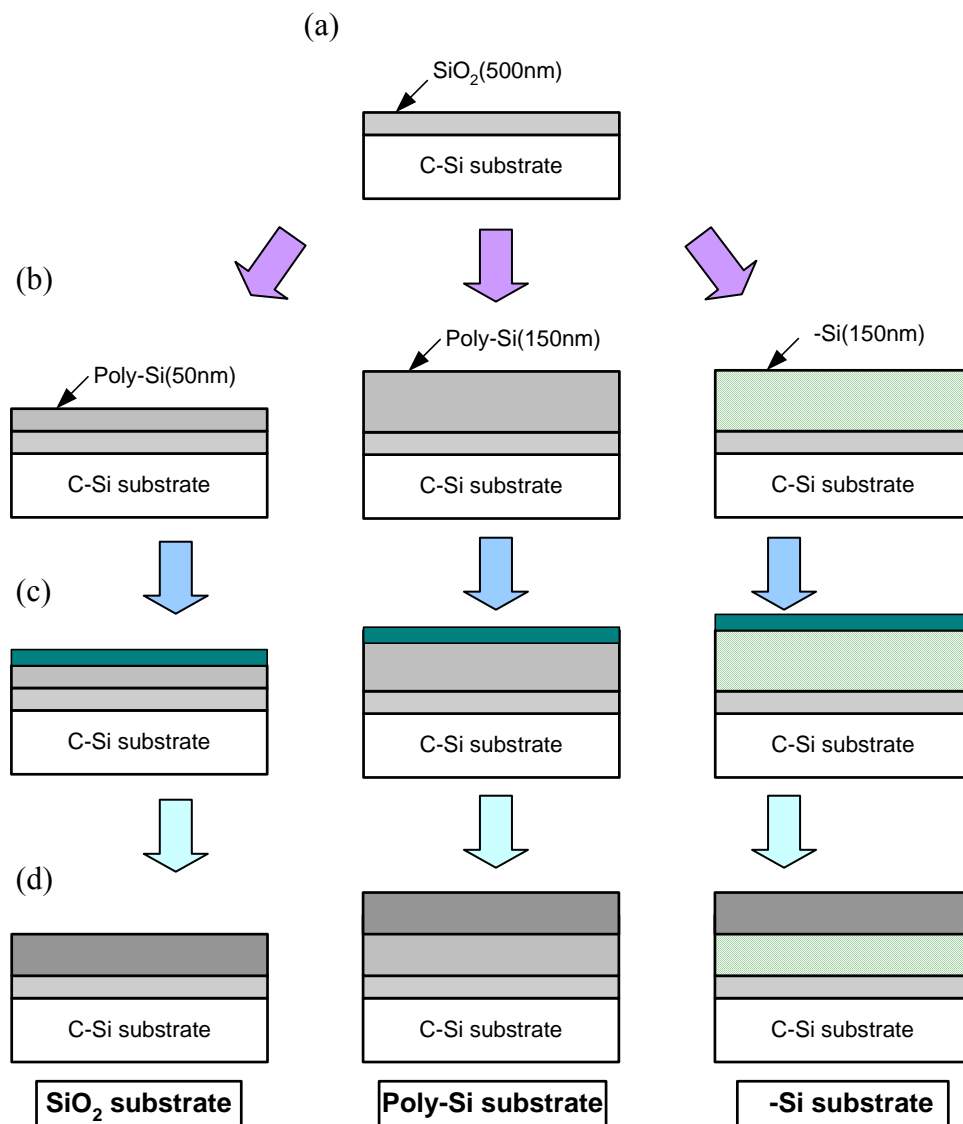 (a)
SiO₂(500nm)
C-Si substrate
(b)
Poly-Si(50nm)
Poly-Si(150nm)
-Si(150nm)
C-Si substrate
C-Si substrate
C-Si substrate
(c)
C-Si substrate
C-Si substrate
C-Si substrate
(d)
C-Si substrate
C-Si substrate
C-Si substrate
SiO₂ substrate
Poly-Si substrate
-Si substrate